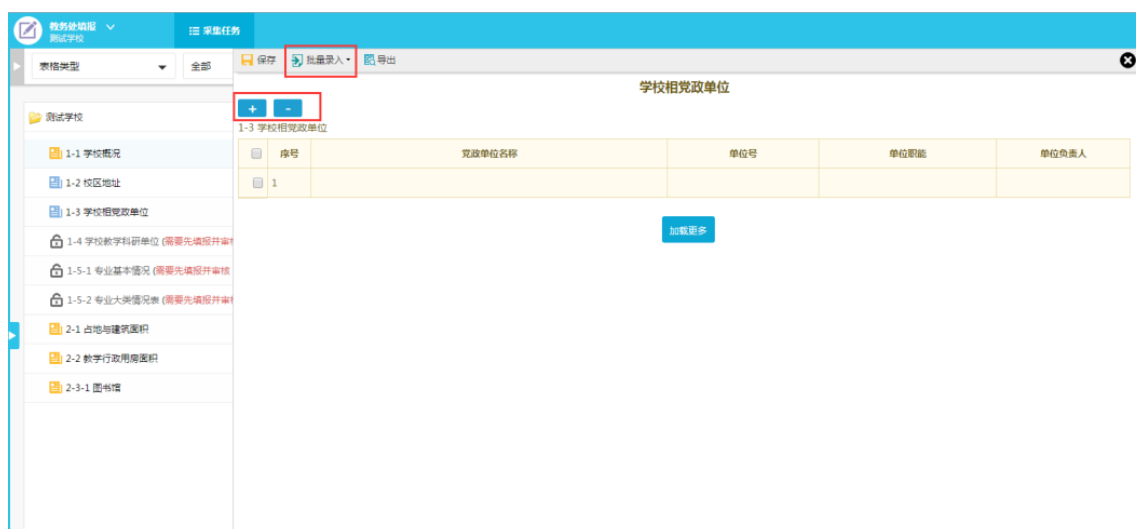 教务处填报
测试学校
采集任务
表格类型
全部
保存
批量录入
导出
学校相党政单位
+ -
测试学校
1-3 学校相党政单位
1-1 学校概况
1-2 校区地址
1-3 学校相党政单位
1-4 学校教学科研单位 (需要先填报并审核
1-5-1 专业基本情况 (需要先填报并审核
1-5-2 专业大类情况表 (需要先填报并审核
2-1 占地与建筑面积
2-2 教学行政用房面积
2-3-1 图书馆
序号 党政单位名称 单位号 单位职能 单位负责人
1
加载更多